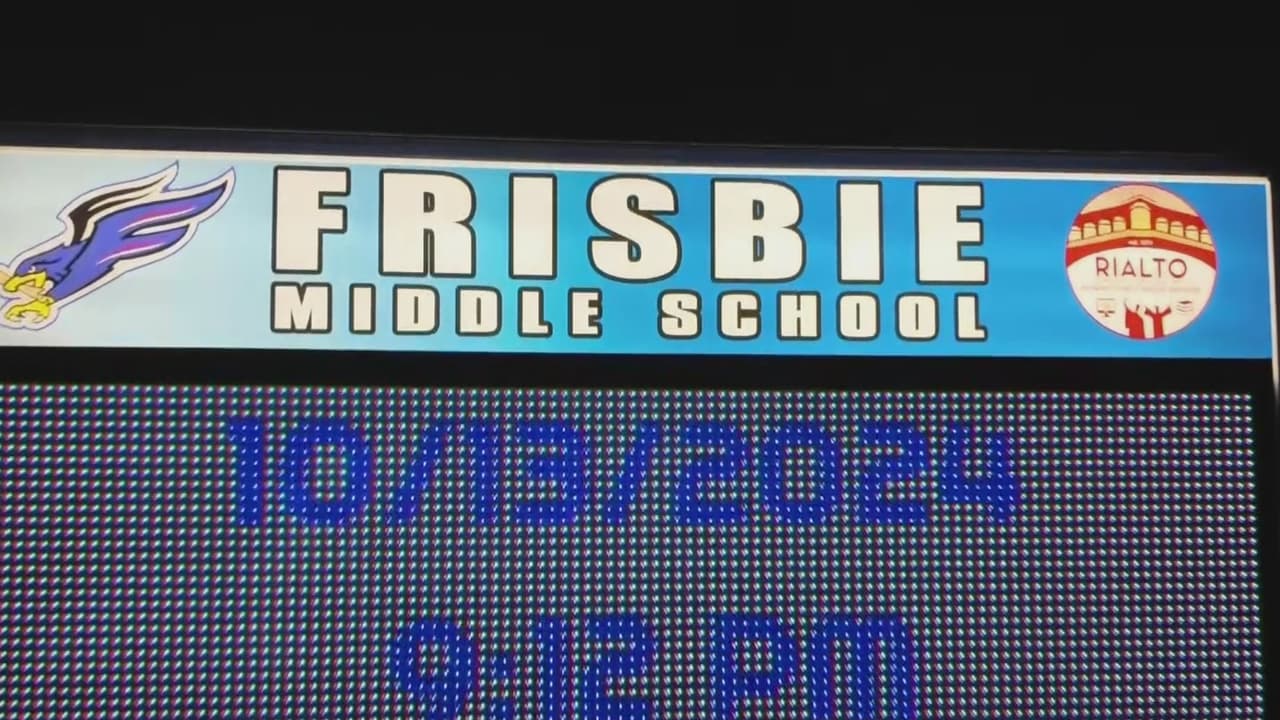 FRISBIE
MIDDLE SCHOOL
RIALTO
10/13/2024
9:12 PM